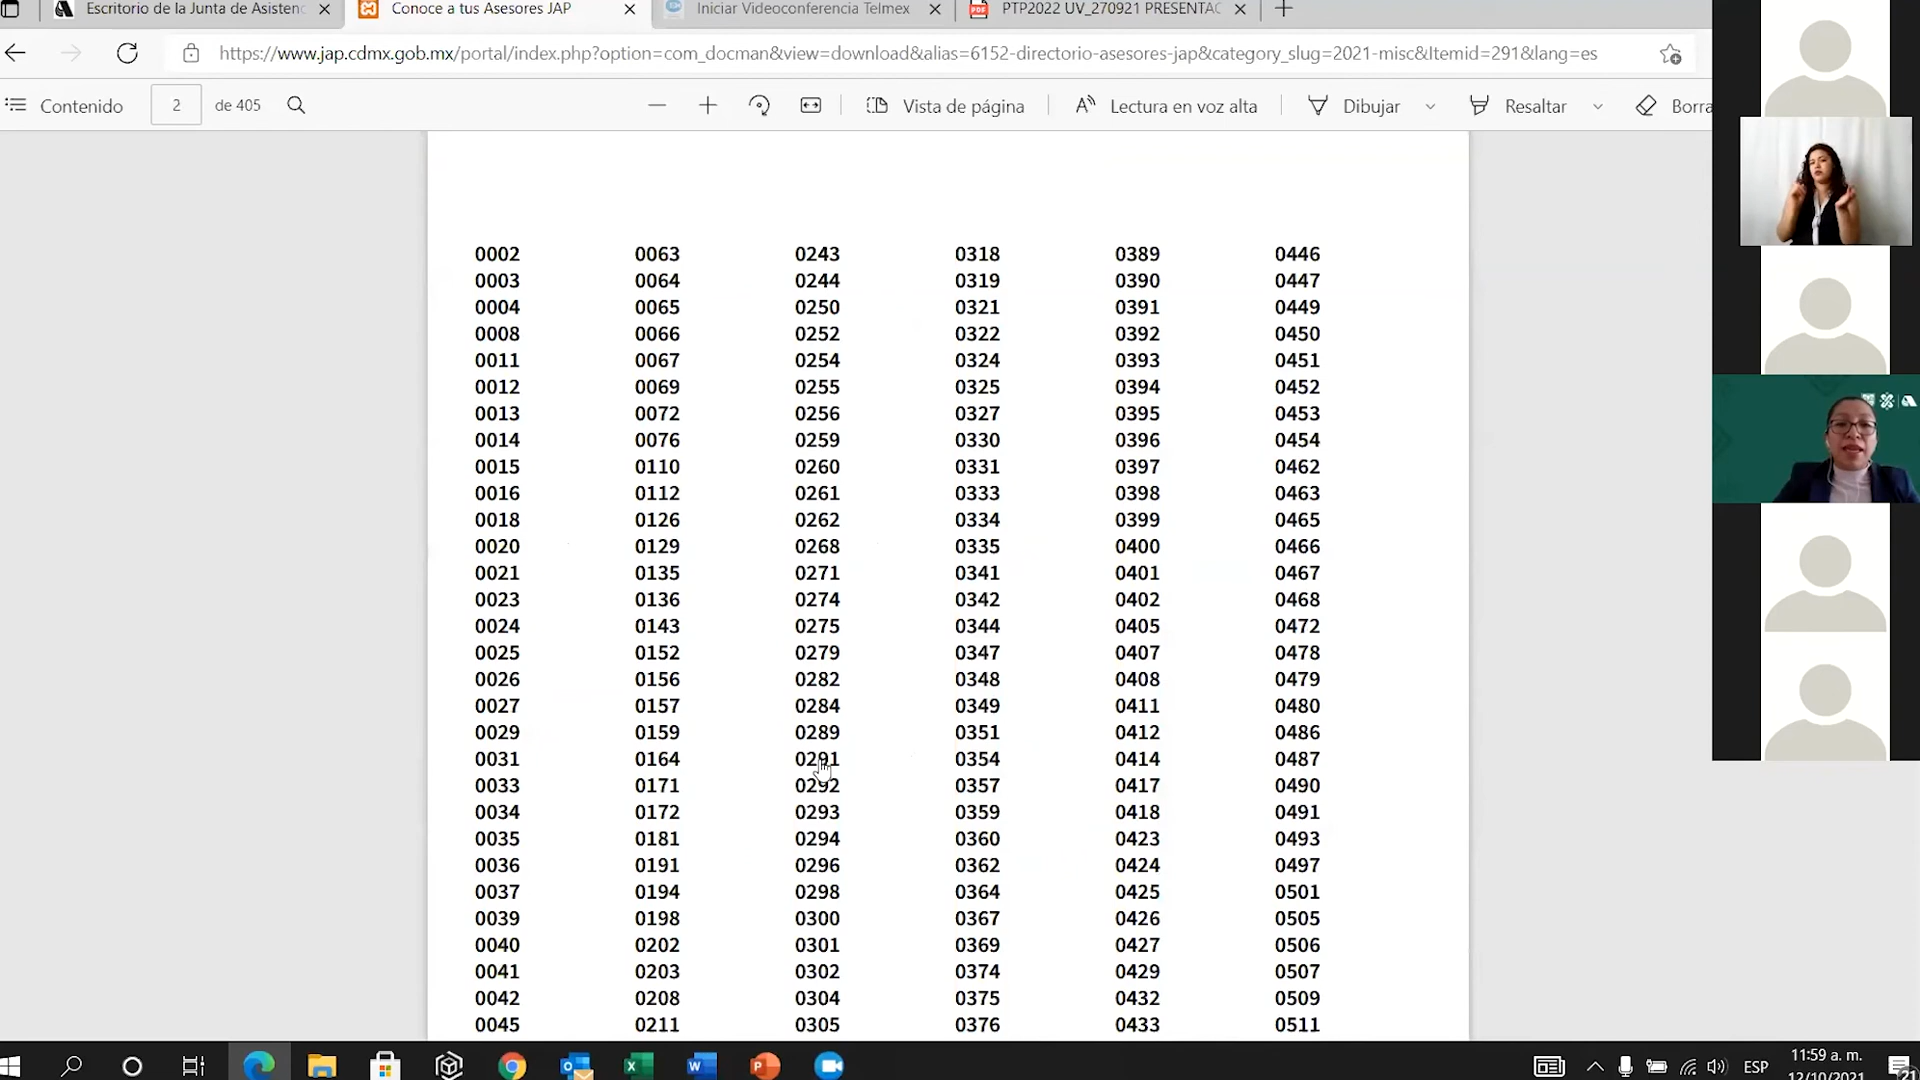 Escritorio de la Junta de Asistenc
Conoce a tus Asesores JAP
Iniciar Videoconferencia Telmex
PTP2022 UV_270921 PRESENTAC
https://www.jap.cdmx.gob.mx/portal/index.php?option=com_docman&view=download&alias=6152-directorio-asesores-jap&category_slug=2021-misc&Itemid=291&lang=es
Contenido 2 de 405 Vista de página Lectura en voz alta Dibujar Resaltar Borra
0002 0063 0243 0318 0389 0446
0003 0064 0244 0319 0390 0447
0004 0065 0250 0321 0391 0449
0008 0066 0252 0322 0392 0450
0011 0067 0254 0324 0393 0451
0012 0069 0255 0325 0394 0452
0013 0072 0256 0327 0395 0453
0014 0076 0259 0330 0396 0454
0015 0110 0260 0331 0397 0462
0016 0112 0261 0333 0398 0463
0018 0126 0262 0334 0399 0465
0020 0129 0268 0335 0400 0466
0021 0135 0271 0341 0401 0467
0023 0136 0274 0342 0402 0468
0024 0143 0275 0344 0405 0472
0025 0152 0279 0347 0407 0478
0026 0156 0282 0348 0408 0479
0027 0157 0284 0349 0411 0480
0029 0159 0289 0351 0412 0486
0031 0164 0291 0354 0414 0487
0033 0171 0292 0357 0417 0490
0034 0172 0293 0359 0418 0491
0035 0181 0294 0360 0423 0493
0036 0191 0296 0362 0424 0497
0037 0194 0298 0364 0425 0501
0039 0198 0300 0367 0426 0505
0040 0202 0301 0369 0427 0506
0041 0203 0302 0374 0429 0507
0042 0208 0304 0375 0432 0509
0045 0211 0305 0376 0433 0511
ESP
11:59 a. m.
12/10/2021
21